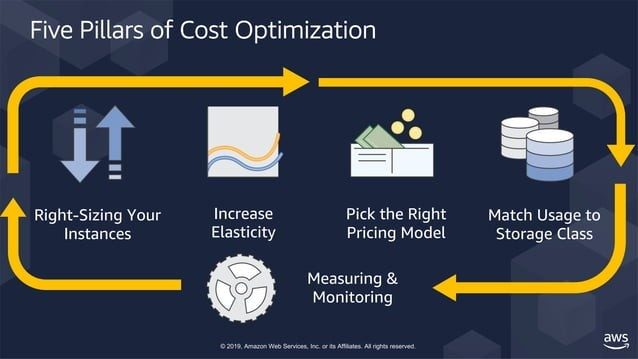 Five Pillars of Cost Optimization
Right-Sizing Your
Instances
Increase
Elasticity
Pick the Right
Pricing Model
Match Usage to
Storage Class
Measuring &
Monitoring
© 2019, Amazon Web Services, Inc. or its Affiliates. All rights reserved.
aws